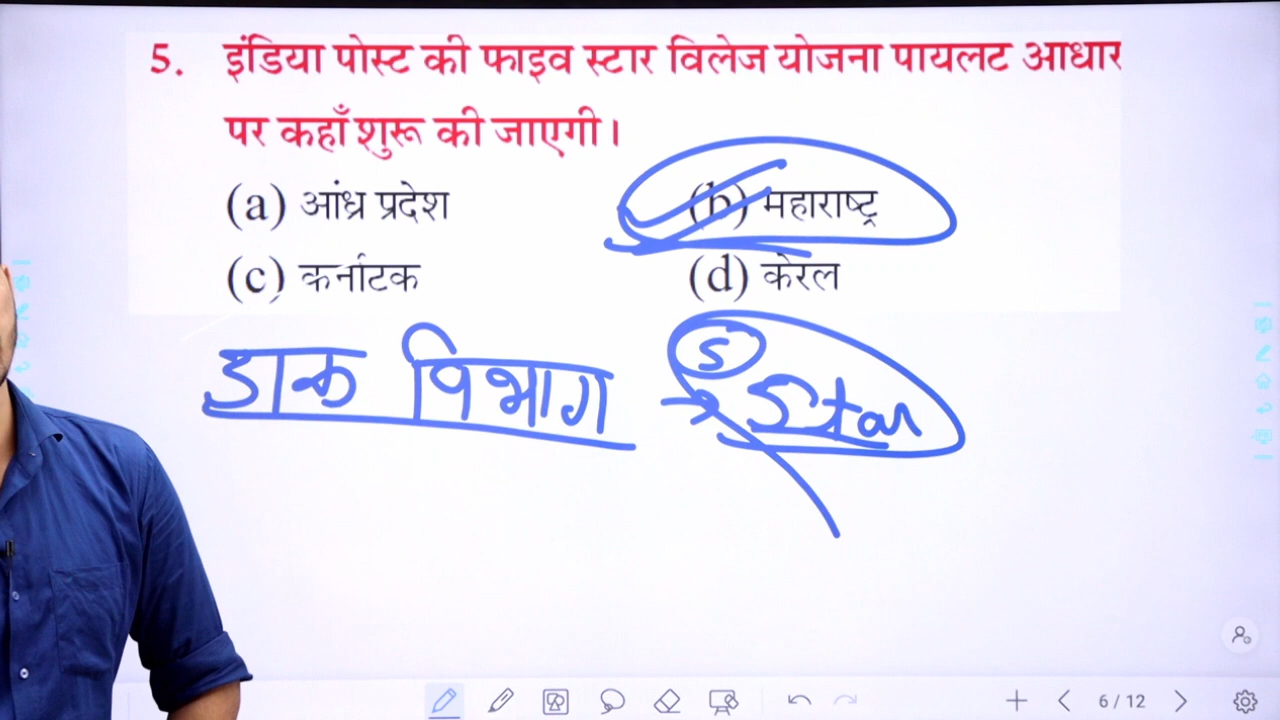 5. इंडिया पोस्ट की फाइव स्टार विलेज योजना पायलट आधार
पर कहाँ शुरू की जाएगी।
(a) आंध्र प्रदेश (b) महाराष्ट्र
(c) कर्नाटक (d) केरल
डाक विभाग 5 Star
6 / 12